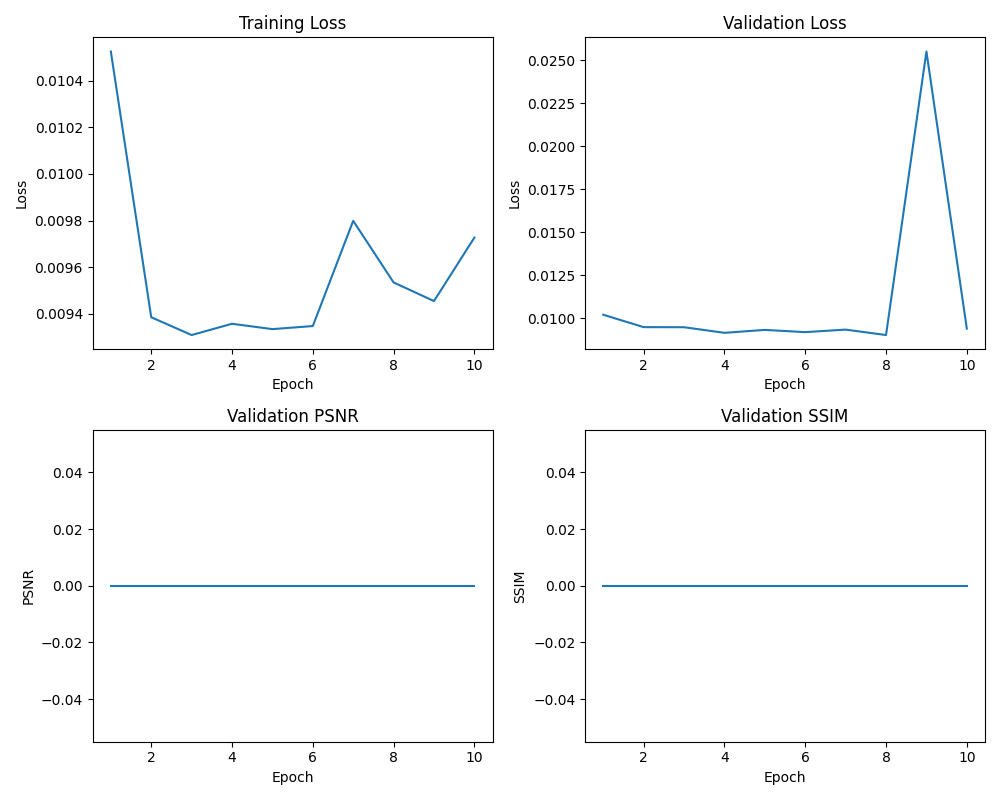 Training Loss
Loss
0.0104
0.0102
0.0100
0.0098
0.0096
0.0094
2 4 6 8 10
Epoch
Validation Loss
Loss
0.0250
0.0225
0.0200
0.0175
0.0150
0.0125
0.0100
2 4 6 8 10
Epoch
Validation PSNR
PSNR
0.04
0.02
0.00
−0.02
−0.04
2 4 6 8 10
Epoch
Validation SSIM
SSIM
0.04
0.02
0.00
−0.02
−0.04
2 4 6 8 10
Epoch